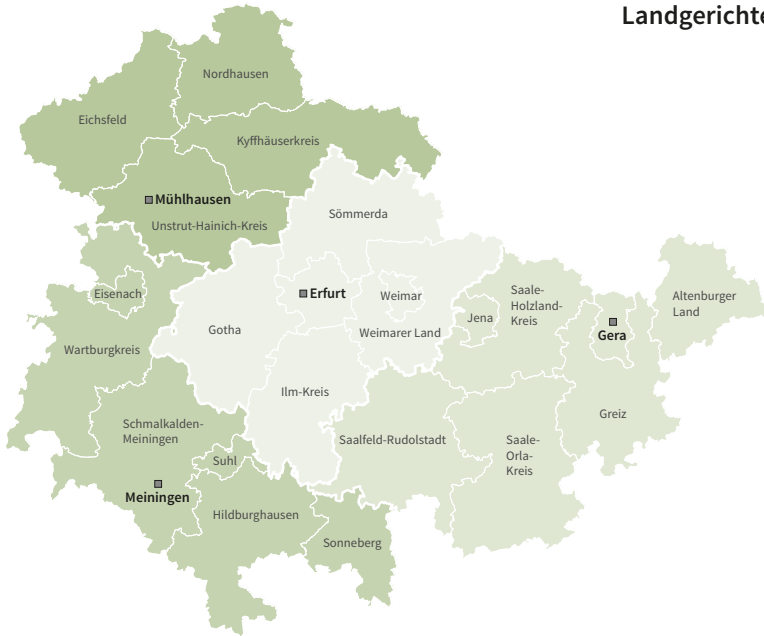 Landgerichte
Nordhausen
Eichsfeld
Kyffhäuserkreis
Mühlhausen
Unstrut-Hainich-Kreis
Sömmerda
Eisenach
Erfurt
Weimar
Saale-
Holzland-
Kreis
Altenburger
Land
Jena
Gotha
Weimarer Land
Gera
Wartburgkreis
Ilm-Kreis
Greiz
Schmalkalden-
Meiningen
Saalfeld-Rudolstadt
Saale-
Orla-
Kreis
Suhl
Meiningen
Hildburghausen
Sonneberg